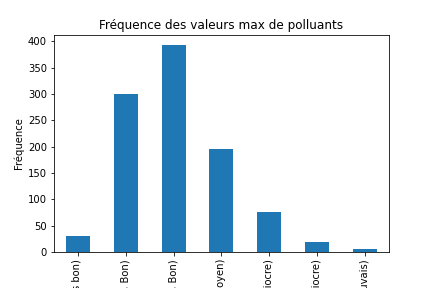 Fréquence des valeurs max de polluants
400
350
300
250
200
150
100
50
0
Fréquence
s bon)
. Bon)
. Bon)
oyen)
iocre)
iocre)
uvais)